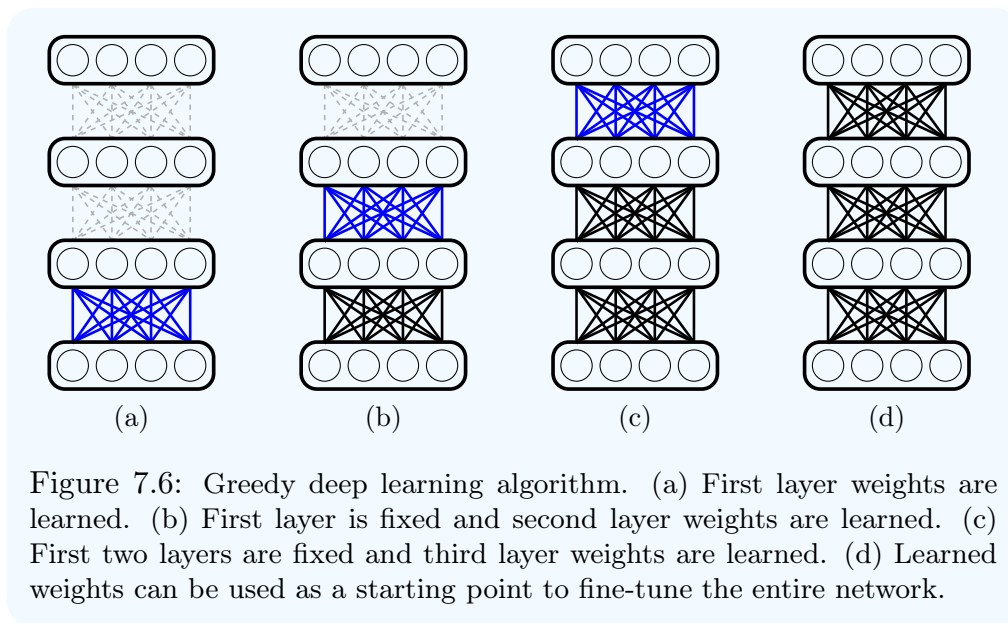 (a) (b) (c) (d)
Figure 7.6: Greedy deep learning algorithm. (a) First layer weights are
learned. (b) First layer is fixed and second layer weights are learned. (c)
First two layers are fixed and third layer weights are learned. (d) Learned
weights can be used as a starting point to fine-tune the entire network.